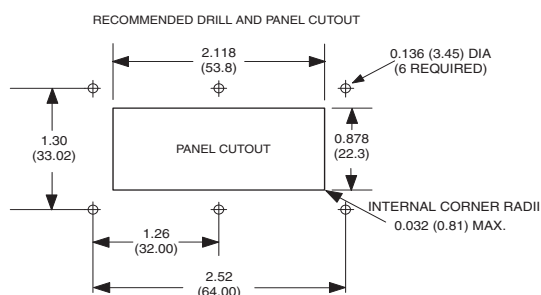 RECOMMENDED DRILL AND PANEL CUTOUT
2.118
(53.8)
0.136 (3.45) DIA
(6 REQUIRED)
1.30
(33.02)
PANEL CUTOUT
0.878
(22.3)
INTERNAL CORNER RADII
0.032 (0.81) MAX.
1.26
(32.00)
2.52
(64.00)